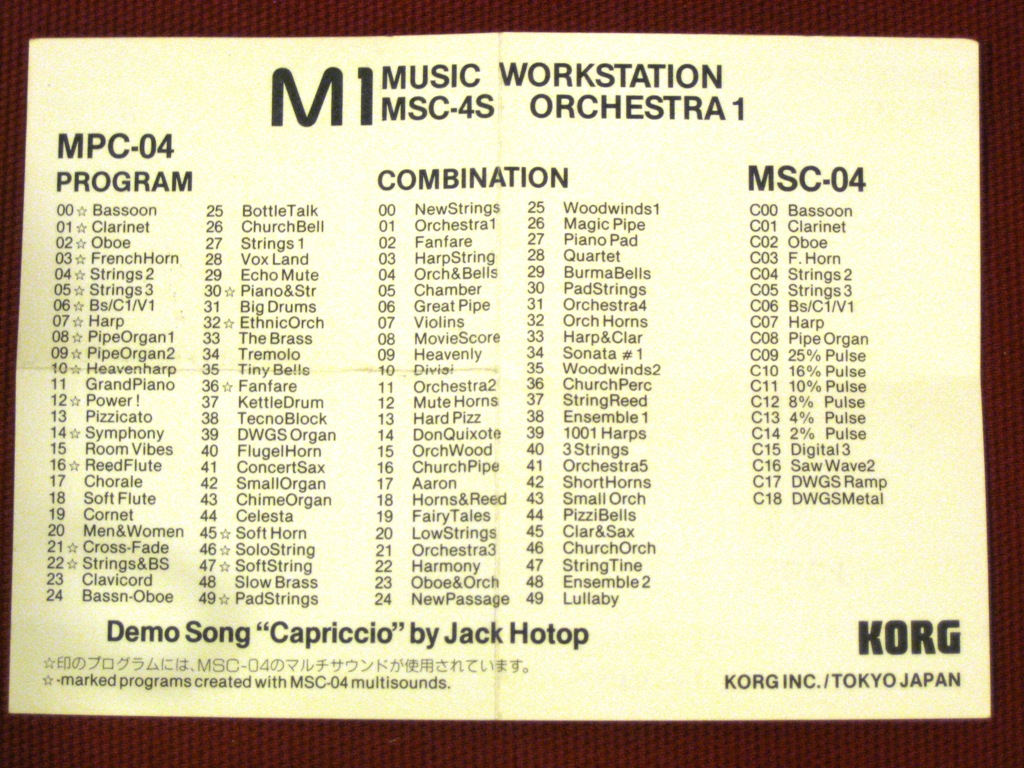 M1 MUSIC WORKSTATION
MSC-4S ORCHESTRA 1
MPC-04
PROGRAM
00☆ Bassoon
01☆ Clarinet
02☆ Oboe
03☆ FrenchHorn
04☆ Strings 2
05☆ Strings 3
06☆ Bs/C1/V1
07☆ Harp
08☆ PipeOrgan1
09☆ PipeOrgan2
10☆ Heavenharp
11 GrandPiano
12☆ Power!
13 Pizzicato
14☆ Symphony
15 Room Vibes
16☆ ReedFlute
17 Chorale
18 Soft Flute
19 Cornet
20 Men&Women
21☆ Cross-Fade
22☆ Strings&BS
23 Clavicord
24 Bassn-Oboe
25 BottleTalk
26 ChurchBell
27 Strings 1
28 Vox Land
29 Echo Mute
30☆ Piano&Str
31 Big Drums
32☆ EthnicOrch
33 The Brass
34 Tremolo
35 Tiny Bells
36☆ Fanfare
37 KettleDrum
38 TecnoBlock
39 DWGS Organ
40 FlugelHorn
41 ConcertSax
42 SmallOrgan
43 ChimeOrgan
44 Celesta
45☆ Soft Horn
46☆ SoloString
47☆ SoftString
48 Slow Brass
49☆ PadStrings
COMBINATION
00 NewStrings
01 Orchestra1
02 Fanfare
03 HarpString
04 Orch&Bells
05 Chamber
06 Great Pipe
07 Violins
08 MovieScore
09 Heavenly
10 Divisi
11 Orchestra2
12 Mute Horns
13 Hard Pizz
14 DonQuixote
15 OrchWood
16 ChurchPipe
17 Aaron
18 Horns&Reed
19 FairyTales
20 LowStrings
21 Orchestra3
22 Harmony
23 Oboe&Orch
24 NewPassage
25 Woodwinds1
26 Magic Pipe
27 Piano Pad
28 Quartet
29 BurmaBells
30 PadStrings
31 Orchestra4
32 Orch Horns
33 Harp&Clar
34 Sonata #1
35 Woodwinds2
36 ChurchPerc
37 StringReed
38 Ensemble 1
39 1001 Harps
40 3 Strings
41 Orchestra5
42 ShortHorns
43 Small Orch
44 PizziBells
45 Clar&Sax
46 ChurchOrch
47 StringTine
48 Ensemble 2
49 Lullaby
MSC-04
C00 Bassoon
C01 Clarinet
C02 Oboe
C03 F. Horn
C04 Strings 2
C05 Strings 3
C06 Bs/C1/V1
C07 Harp
C08 Pipe Organ
C09 25% Pulse
C10 16% Pulse
C11 10% Pulse
C12 8% Pulse
C13 4% Pulse
C14 2% Pulse
C15 Digital 3
C16 Saw Wave2
C17 DWGS Ramp
C18 DWGSMetal
Demo Song “Capriccio” by Jack Hotop
☆印のプログラムには、MSC-04のマルチサウンドが使用されています。
☆-marked programs created with MSC-04 multisounds.
KORG
KORG INC./TOKYO JAPAN